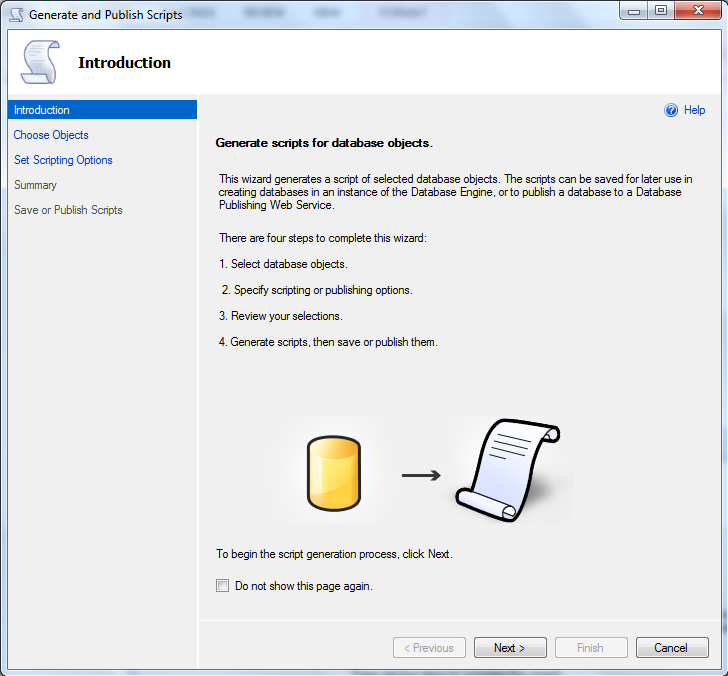 Generate and Publish Scripts
Introduction
Introduction
Choose Objects
Set Scripting Options
Summary
Save or Publish Scripts
Help
Generate scripts for database objects.
This wizard generates a script of selected database objects. The scripts can be saved for later use in
creating databases in an instance of the Database Engine, or to publish a database to a Database
Publishing Web Service.
There are four steps to complete this wizard:
1. Select database objects.
2. Specify scripting or publishing options.
3. Review your selections.
4. Generate scripts, then save or publish them.
To begin the script generation process, click Next.
Do not show this page again.
< Previous
Next >
Finish
Cancel